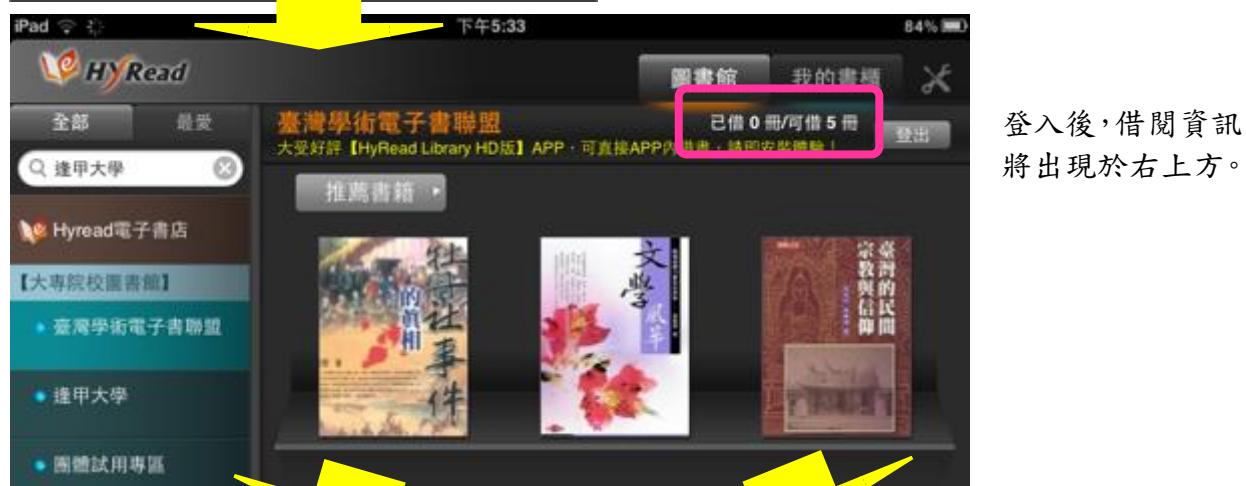 iPad 下午5:33 84%
HyRead
圖書館 我的書櫃
全部 最愛
臺灣學術電子書聯盟
已借 0 冊/可借 5 冊
登出
大受好評【HyRead Library HD版】APP，可直接APP內借書，請即安裝體驗！
逢甲大學
推薦書籍
Hyread電子書店
【大專院校圖書館】
臺灣學術電子書聯盟
逢甲大學
團體試用專區
牡丹社事件
的真相
文學
風華
臺灣的民間
宗教與信仰
登入後，借閱資訊
將出現於右上方。